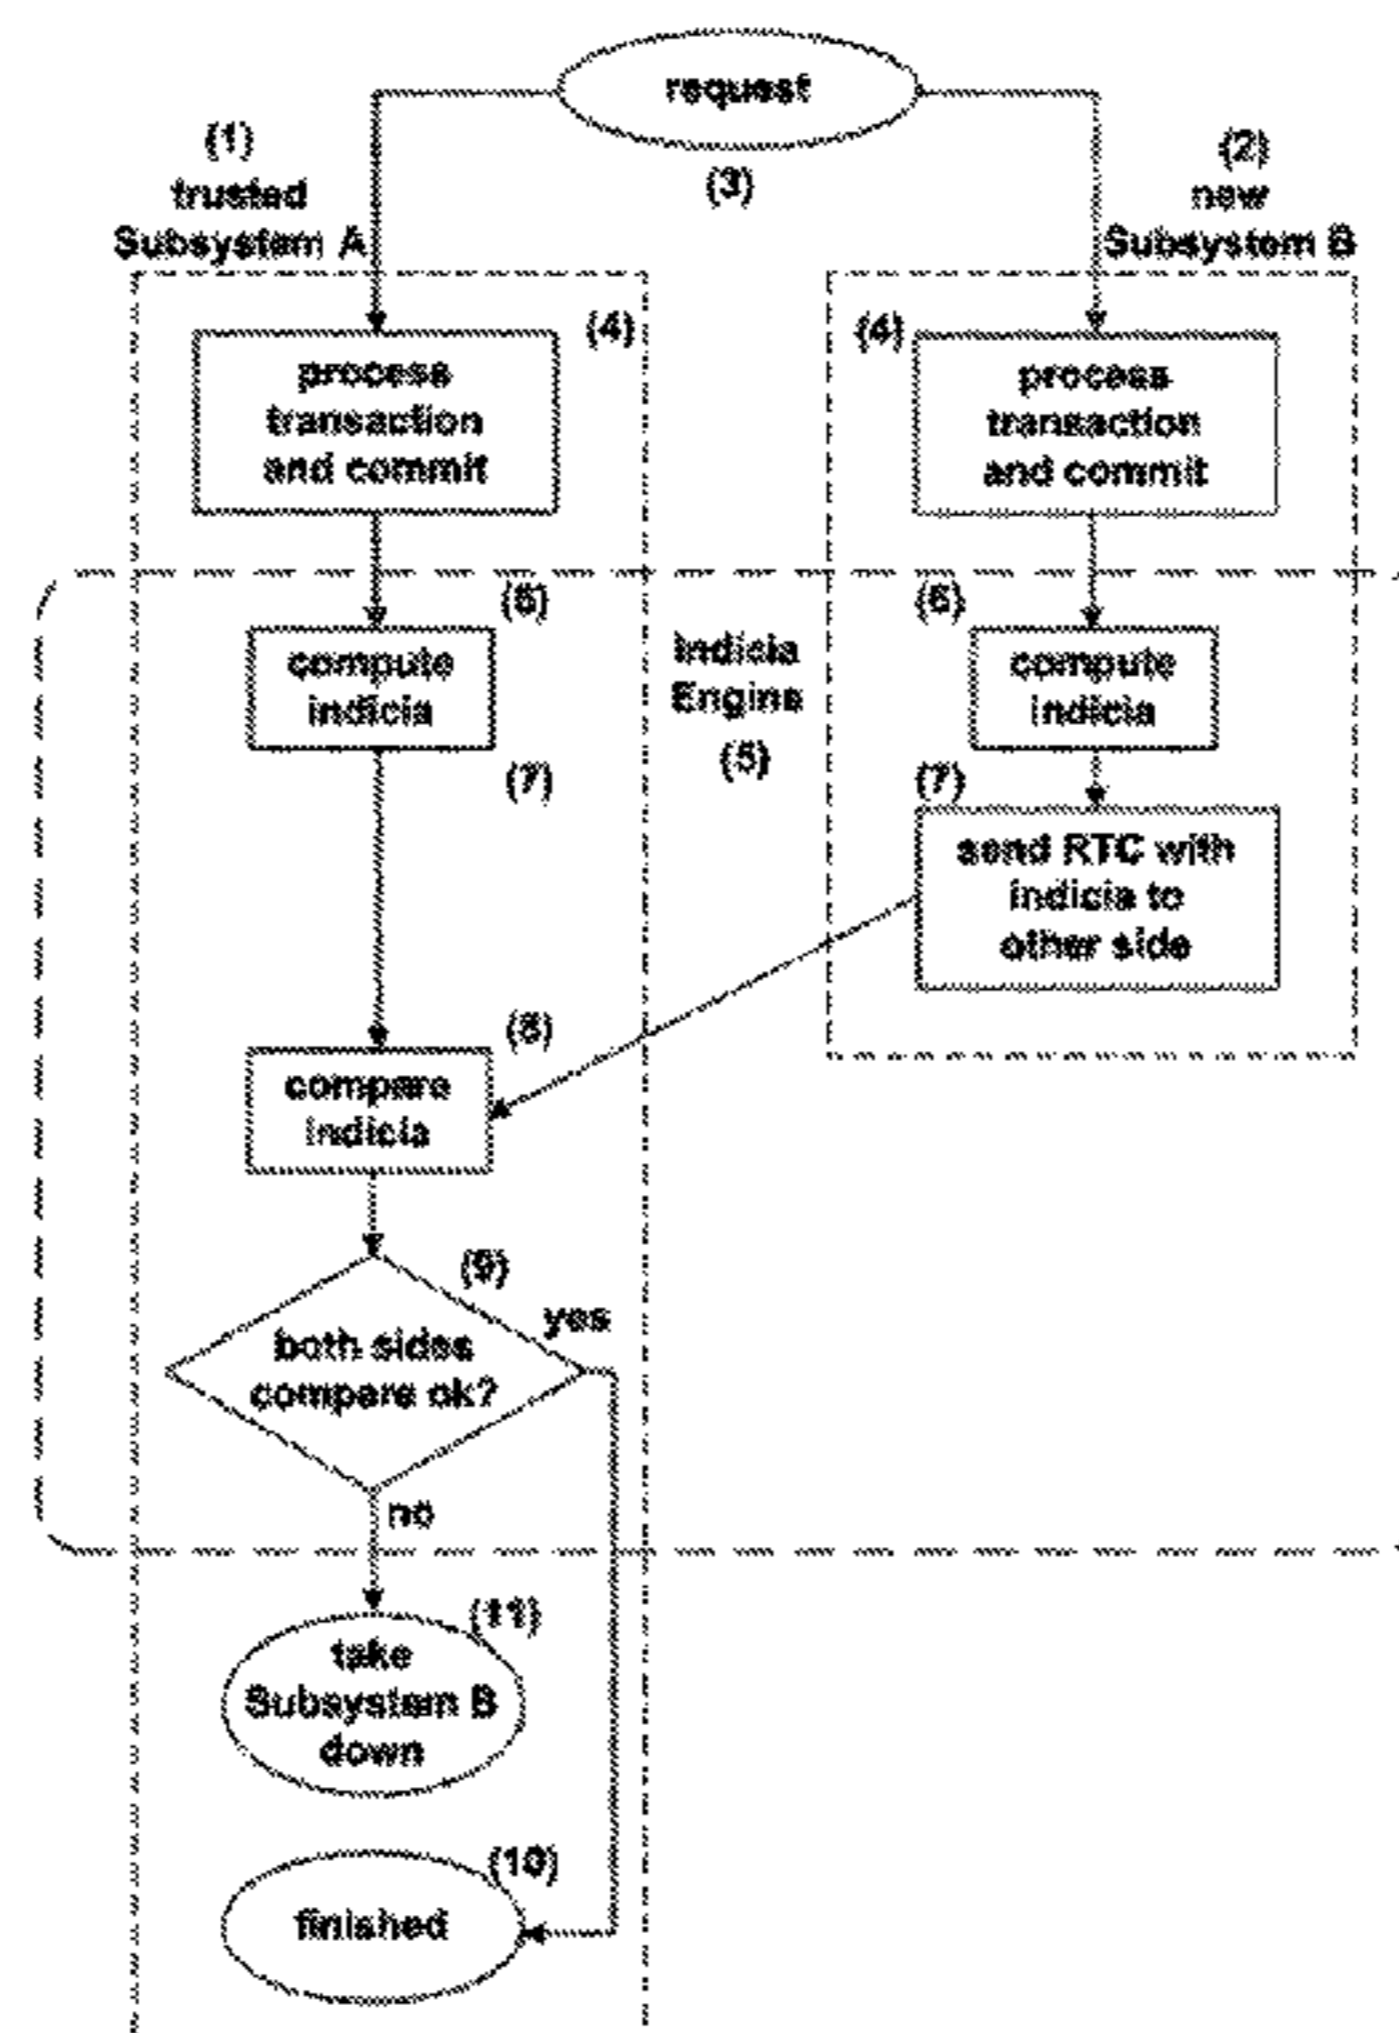 request
(3)
(1)
trusted
Subsystem A
(2)
new
Subsystem B
(4)
process
transaction
and commit
(4)
process
transaction
and commit
(6)
compute
indicia
(7)
Indicia
Engine
(5)
(6)
compute
indicia
(7)
send RTC with
indicia to
other side
(8)
compare
indicia
(9)
both sides
compare ok?
yes
no
(11)
take
Subsystem B
down
(10)
finished